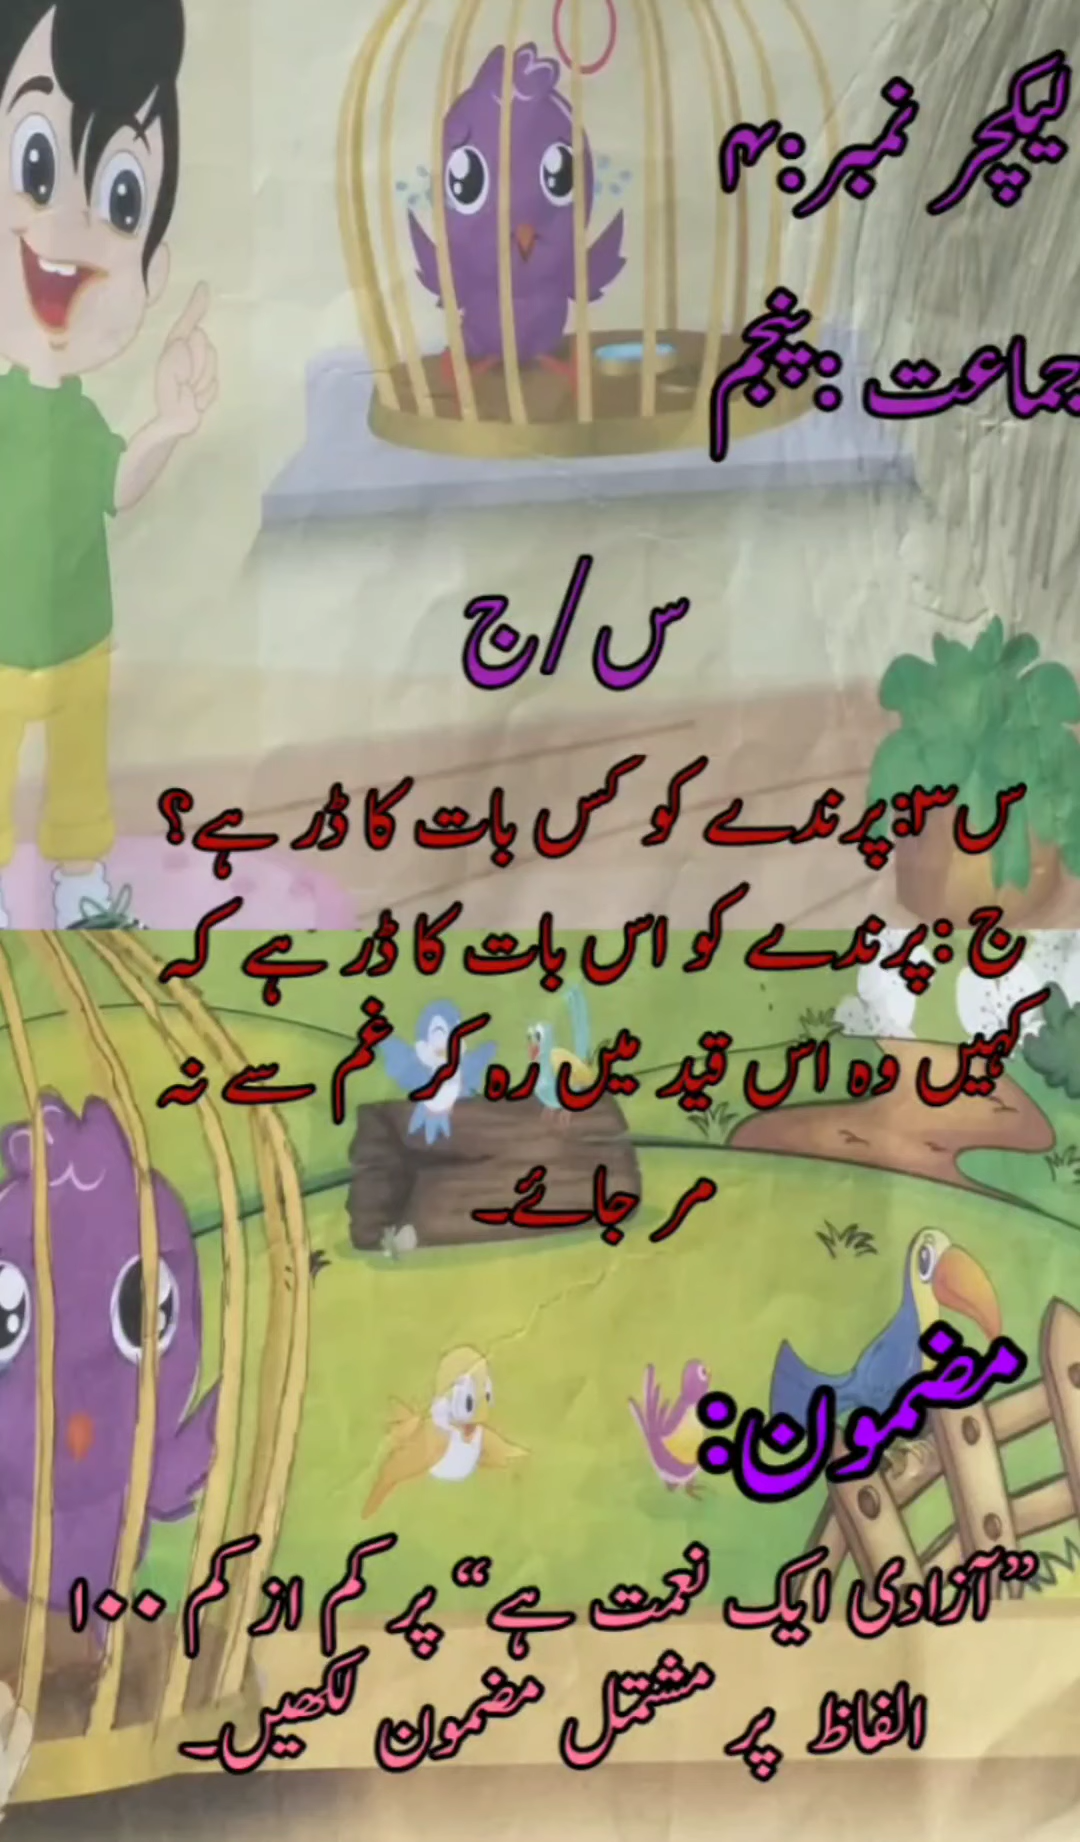 لیکچر نمبر:۴
جماعت :پنجم
س/ج
س۳:پرندے کو کس بات کا ڈر ہے؟
ج :پرندے کو اس بات کا ڈر ہے کہ
کہیں وہ اس قید میں رہ کر غم سے نہ
مر جائے۔
مضمون:
”آزادی ایک نعمت ہے“ پر کم از کم ۱۰۰
الفاظ پر مشتمل مضمون لکھیں۔